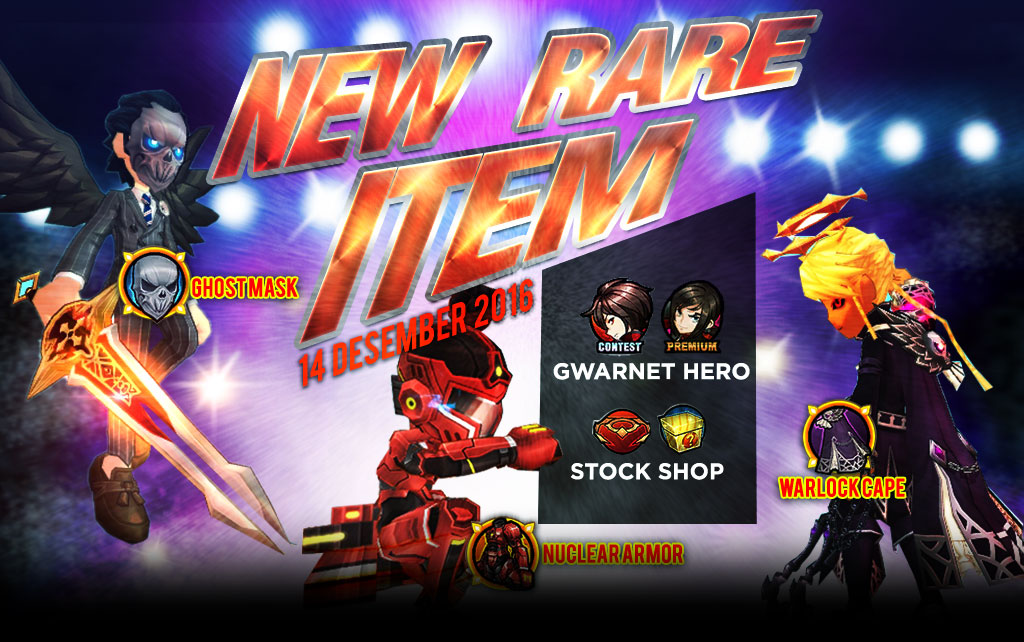 NEW RARE
ITEM
14 DESEMBER 2016
GHOST MASK
CONTEST PREMIUM
GWARNET HERO
STOCK SHOP
WARLOCK CAPE
NUCLEAR ARMOR